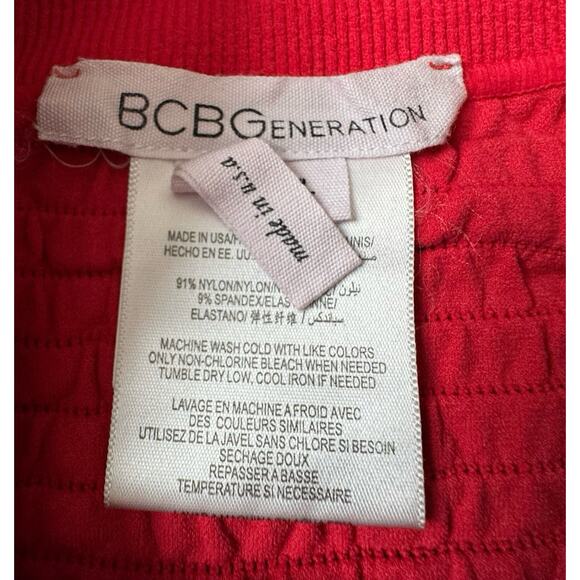 BCBGENERATION
made in u.s.a
MADE IN USA/
HECHO EN EE. UU
91% NYLON/NYLON/ نيلون/
9% SPANDEX/ELAS
ELASTANO/ 弹性纤维 / سباندكس/
MACHINE WASH COLD WITH LIKE COLORS
ONLY NON-CHLORINE BLEACH WHEN NEEDED
TUMBLE DRY LOW, COOL IRON IF NEEDED
LAVAGE EN MACHINE A FROID AVEC
DES COULEURS SIMILAIRES
UTILISEZ DE LA JAVEL SANS CHLORE SI BESOIN
SECHAGE DOUX
REPASSER A BASSE
TEMPERATURE SI NECESSAIRE